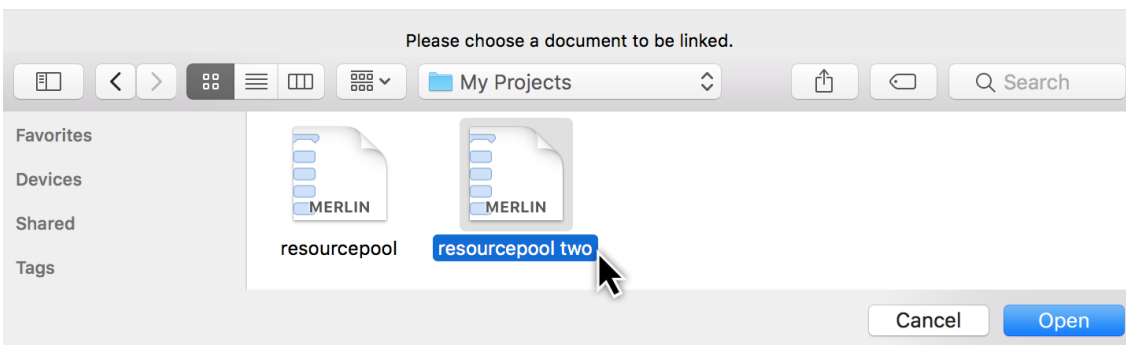 Please choose a document to be linked.
My Projects
Search
Favorites
Devices
Shared
Tags
MERLIN
MERLIN
resourcepool
resourcepool two
Cancel
Open